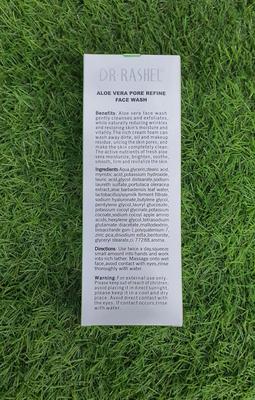 DR·RASHEL
ALOE VERA PORE REFINE
FACE WASH
Benefits: Aloe vera face wash
gently cleanses and exfoliates,
while naturally reducing wrinkles
and restoring skin's moisture and
vitality. The rich cream foam can
wash away dirt, oil and makeup
residue, unclog the skin pores, and
make the skin completely clean.
The active nutrients of fresh aloe
vera moisturize, brighten, soothe,
smooth, firm and revitalize the skin.
Ingredients: Aqua, glycerin, stearic acid,
myristic acid, potassium hydroxide,
lauric acid, glycol distearate, sodium
laureth sulfate, portulaca oleracea
extract, aloe barbadensis leaf water,
lactobacillus/soymilk ferment filtrate,
sodium hyaluronate, butylene glycol,
pentylene glycol, lauryl glucoside,
potassium cocoyl glycinate, potassium
cocoate, sodium cocoyl apple amino
acids, hexylene glycol, tetrasodium
glutamate diacetate, maltodextrin,
zinc pca, disodium edta, bentonite,
glyceryl stearate, ci 77288, aroma.
Directions: Use twice a day, squeeze
small amount into hands and work
into rich lather. Massage onto wet
face, avoid contact with eyes, rinse
thoroughly with water.
Warning: For external use only.
Please keep out of reach of children,
avoid placing it in direct sunlight,
please keep it in a cool and dry
place. Avoid direct contact with
the eyes. If contact occurs, rinse
with water.